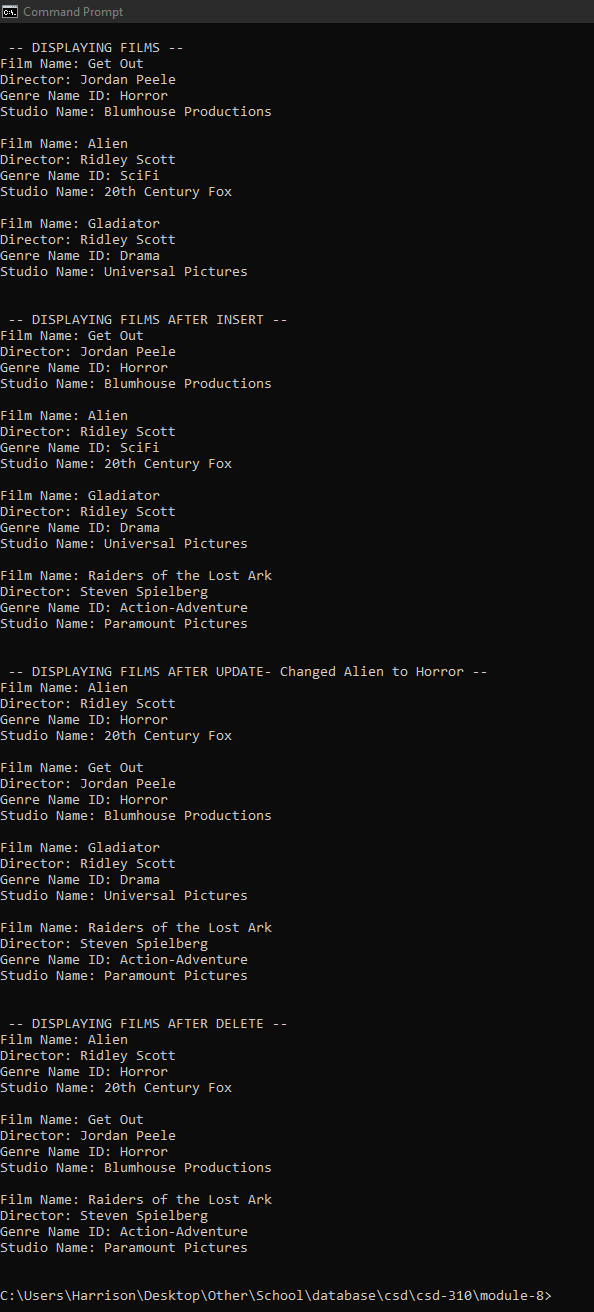 Command Prompt
-- DISPLAYING FILMS --
Film Name: Get Out
Director: Jordan Peele
Genre Name ID: Horror
Studio Name: Blumhouse Productions

Film Name: Alien
Director: Ridley Scott
Genre Name ID: SciFi
Studio Name: 20th Century Fox

Film Name: Gladiator
Director: Ridley Scott
Genre Name ID: Drama
Studio Name: Universal Pictures

-- DISPLAYING FILMS AFTER INSERT --
Film Name: Get Out
Director: Jordan Peele
Genre Name ID: Horror
Studio Name: Blumhouse Productions

Film Name: Alien
Director: Ridley Scott
Genre Name ID: SciFi
Studio Name: 20th Century Fox

Film Name: Gladiator
Director: Ridley Scott
Genre Name ID: Drama
Studio Name: Universal Pictures

Film Name: Raiders of the Lost Ark
Director: Steven Spielberg
Genre Name ID: Action-Adventure
Studio Name: Paramount Pictures

-- DISPLAYING FILMS AFTER UPDATE- Changed Alien to Horror --
Film Name: Alien
Director: Ridley Scott
Genre Name ID: Horror
Studio Name: 20th Century Fox

Film Name: Get Out
Director: Jordan Peele
Genre Name ID: Horror
Studio Name: Blumhouse Productions

Film Name: Gladiator
Director: Ridley Scott
Genre Name ID: Drama
Studio Name: Universal Pictures

Film Name: Raiders of the Lost Ark
Director: Steven Spielberg
Genre Name ID: Action-Adventure
Studio Name: Paramount Pictures

-- DISPLAYING FILMS AFTER DELETE --
Film Name: Alien
Director: Ridley Scott
Genre Name ID: Horror
Studio Name: 20th Century Fox

Film Name: Get Out
Director: Jordan Peele
Genre Name ID: Horror
Studio Name: Blumhouse Productions

Film Name: Raiders of the Lost Ark
Director: Steven Spielberg
Genre Name ID: Action-Adventure
Studio Name: Paramount Pictures

C:\Users\Harrison\Desktop\Other\School\database\csd\csd-310\module-8>